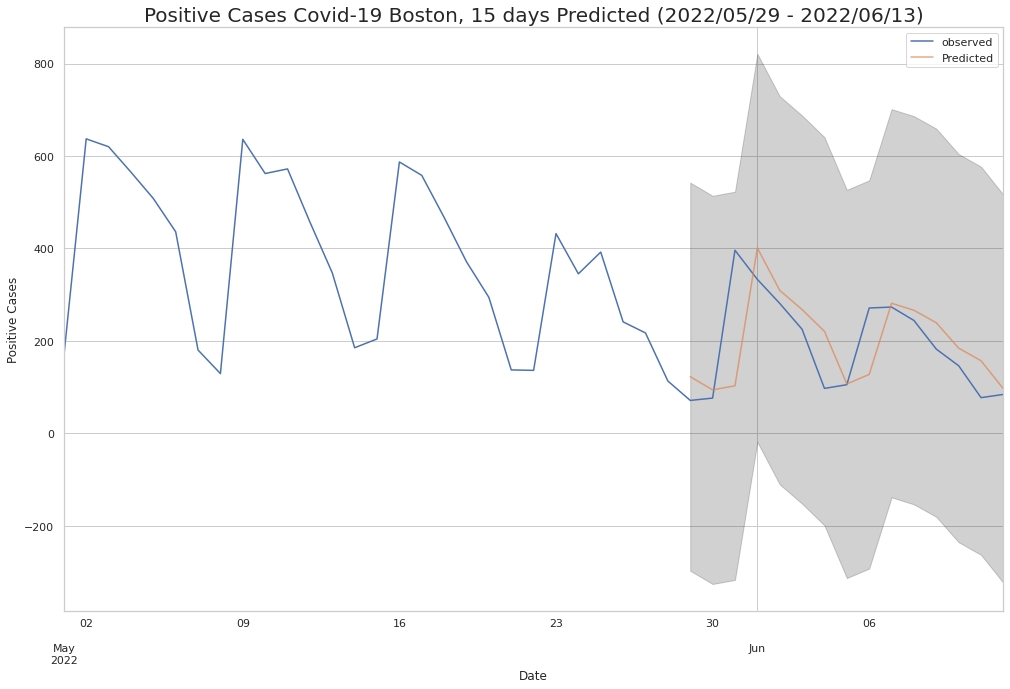 Positive Cases Covid-19 Boston, 15 days Predicted (2022/05/29 - 2022/06/13)
observed
Predicted
800
600
400
200
0
−200
Positive Cases
02
09
16
23
30
06
May
2022
Jun
Date